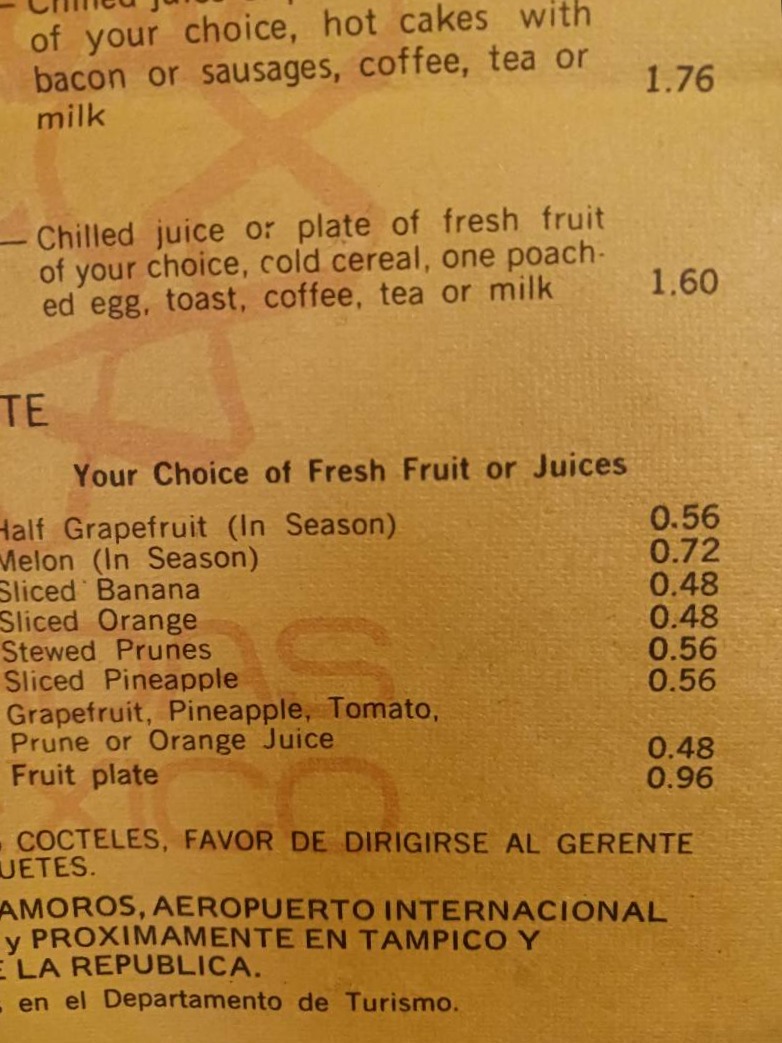 — Chilled
of your choice, hot cakes with
bacon or sausages, coffee, tea or
milk 1.76
— Chilled juice or plate of fresh fruit
of your choice, cold cereal, one poach-
ed egg, toast, coffee, tea or milk 1.60
TE
Your Choice of Fresh Fruit or Juices
Half Grapefruit (In Season) 0.56
Melon (In Season) 0.72
Sliced Banana 0.48
Sliced Orange 0.48
Stewed Prunes 0.56
Sliced Pineapple 0.56
Grapefruit, Pineapple, Tomato,
Prune or Orange Juice 0.48
Fruit plate 0.96
COCTELES, FAVOR DE DIRIGIRSE AL GERENTE
UETES.
AMOROS, AEROPUERTO INTERNACIONAL
y PROXIMAMENTE EN TAMPICO Y
E LA REPUBLICA.
en el Departamento de Turismo.